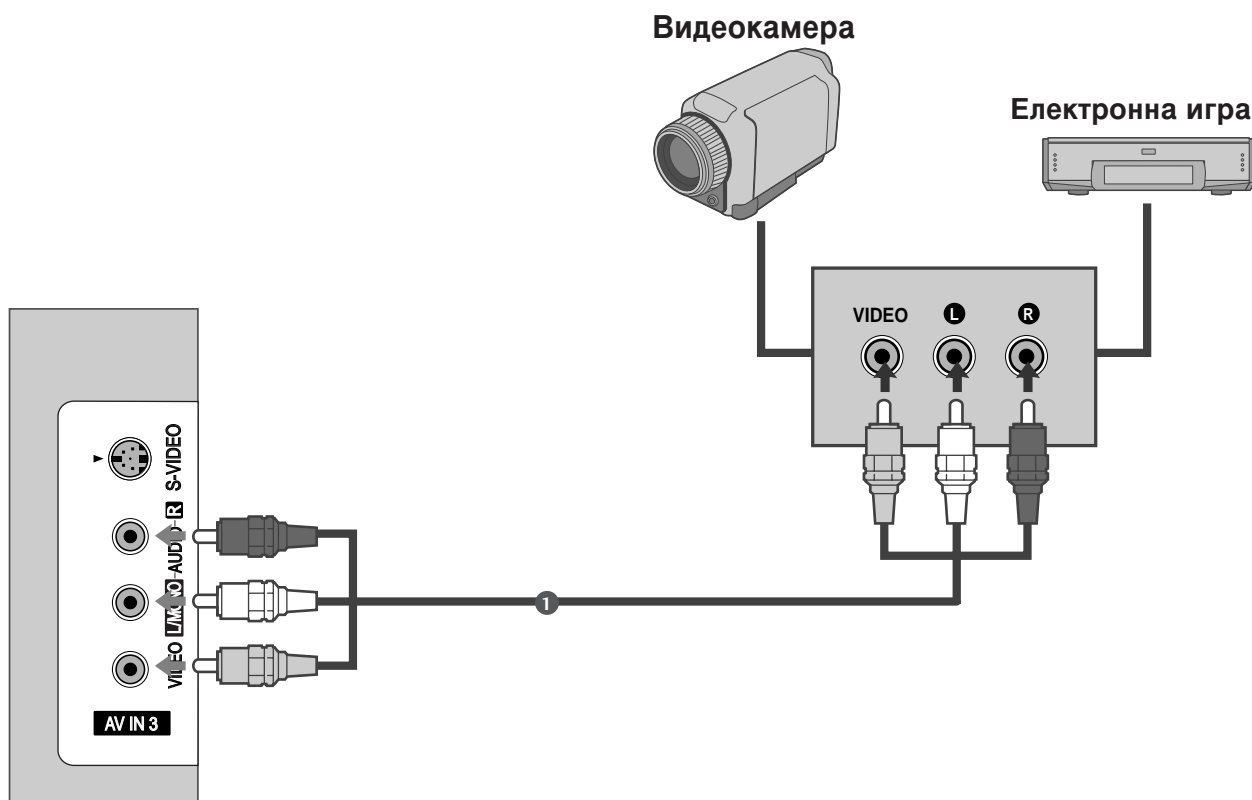 Видеокамера
Електронна игра
VIDEO L R
S-VIDEO
VIDEO L/MONO AUDIO R
1
AV IN 3